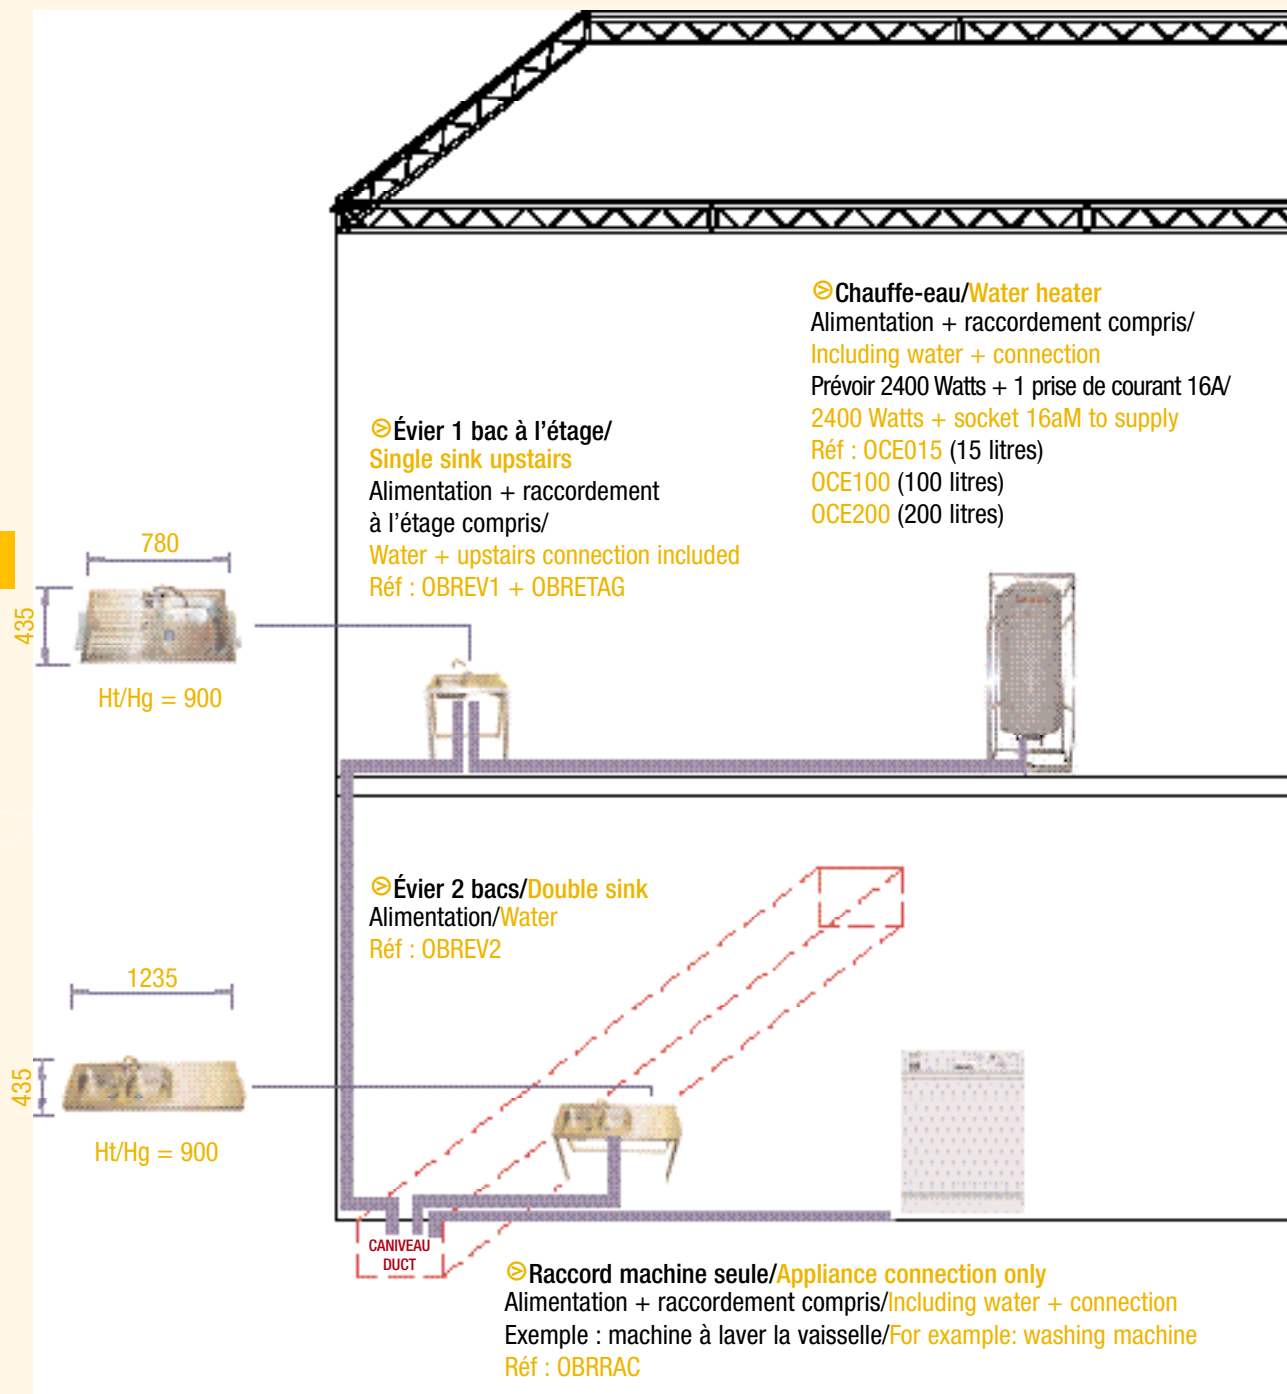 Chauffe-eau/Water heater
Alimentation + raccordement compris/
Including water + connection
Prévoir 2400 Watts + 1 prise de courant 16A/
2400 Watts + socket 16aM to supply
Réf : OCE015 (15 litres)
OCE100 (100 litres)
OCE200 (200 litres)
Évier 1 bac à l'étage/
Single sink upstairs
Alimentation + raccordement
à l'étage compris/
Water + upstairs connection included
Réf : OBREV1 + OBRETAG
780
435
Ht/Hg = 900
Évier 2 bacs/Double sink
Alimentation/Water
Réf : OBREV2
1235
435
Ht/Hg = 900
CANIVEAU
DUCT
Raccord machine seule/Appliance connection only
Alimentation + raccordement compris/Including water + connection
Exemple : machine à laver la vaisselle/For example: washing machine
Réf : OBRRAC